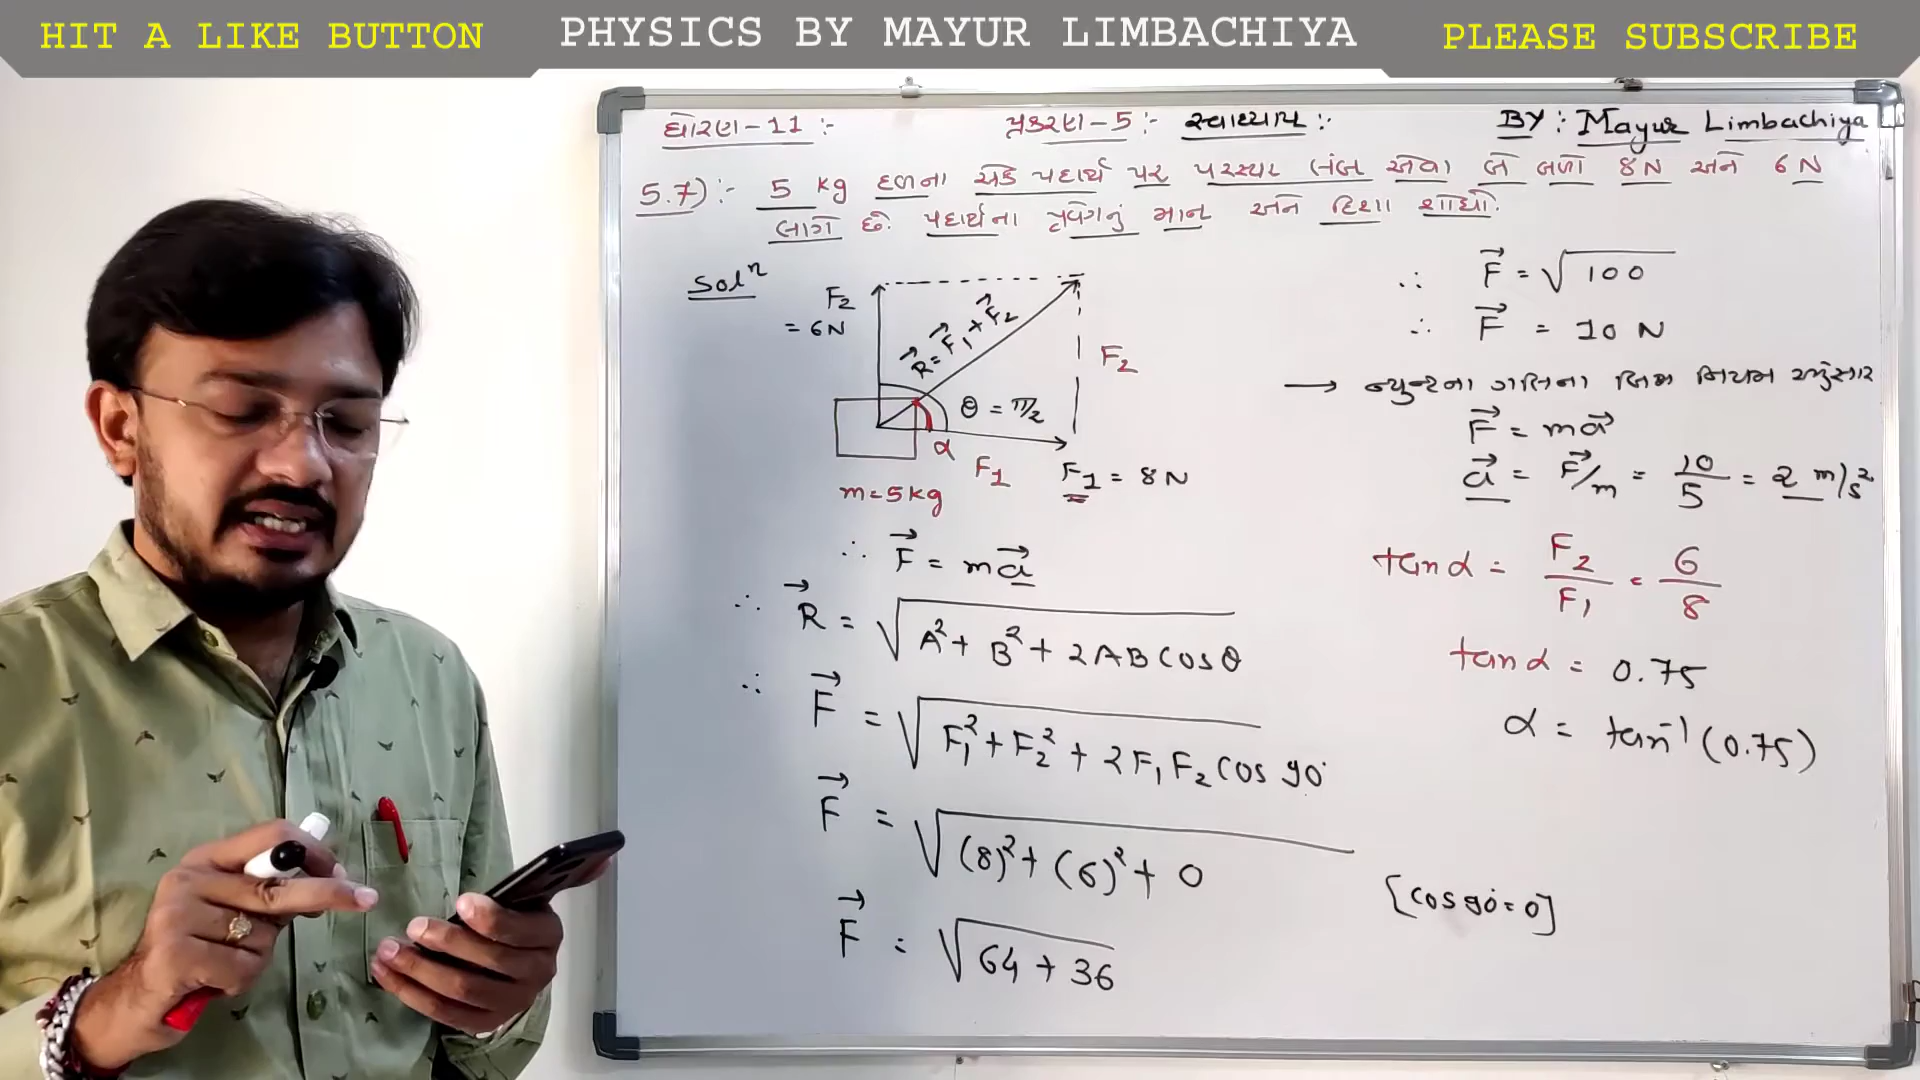 HIT A LIKE BUTTON
PHYSICS BY MAYUR LIMBACHIYA
PLEASE SUBSCRIBE
ધોરણ-11 :-
પ્રકરણ-5 :- સ્વાધ્યાય :-
BY : Mayur Limbachiya
5.7) :- 5 kg દળના એક પદાર્થ પર પરસ્પર લંબ એવા બે બળો 8N અને 6N
લાગે છે. પદાર્થના પ્રવેગનું માન અને દિશા શોધો.
Solⁿ
F₂
= 6N
R⃗ = F⃗₁ + F⃗₂
F₂
θ = π/2
α
F₁
F₁ = 8N
m = 5 kg
∴ F⃗ = ma⃗
∴ R⃗ = √(A² + B² + 2AB cos θ)
∴ F⃗ = √(F₁² + F₂² + 2F₁F₂ cos 90°)
F⃗ = √((8)² + (6)² + 0)
[cos 90° = 0]
F⃗ = √(64 + 36)
∴ F⃗ = √100
∴ F⃗ = 10 N
→ ન્યુટનના ગતિના બીજા નિયમ અનુસાર
F⃗ = ma⃗
a⃗ = F⃗/m = 10/5 = 2 m/s²
tan α = F₂/F₁ = 6/8
tan α = 0.75
α = tan⁻¹(0.75)